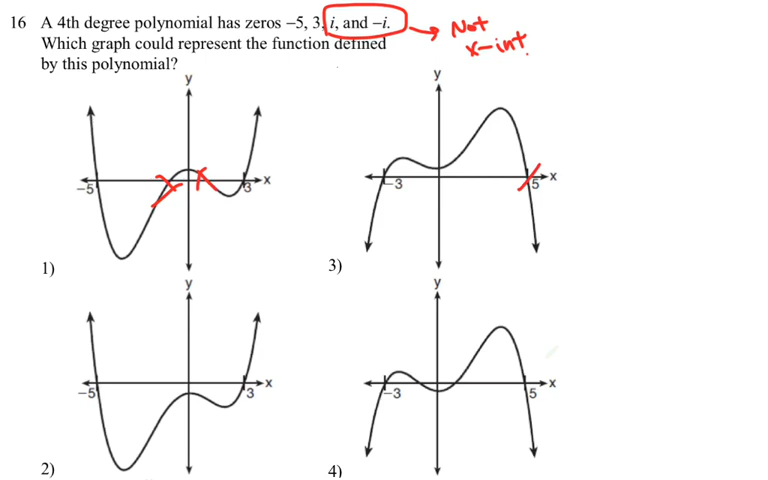 16 A 4th degree polynomial has zeros −5, 3, i, and −i.
Which graph could represent the function defined
by this polynomial?
Not
x-int.
y
x
-5
3
1)
y
x
-3
5
3)
y
x
-5
3
2)
y
x
-3
5
4)